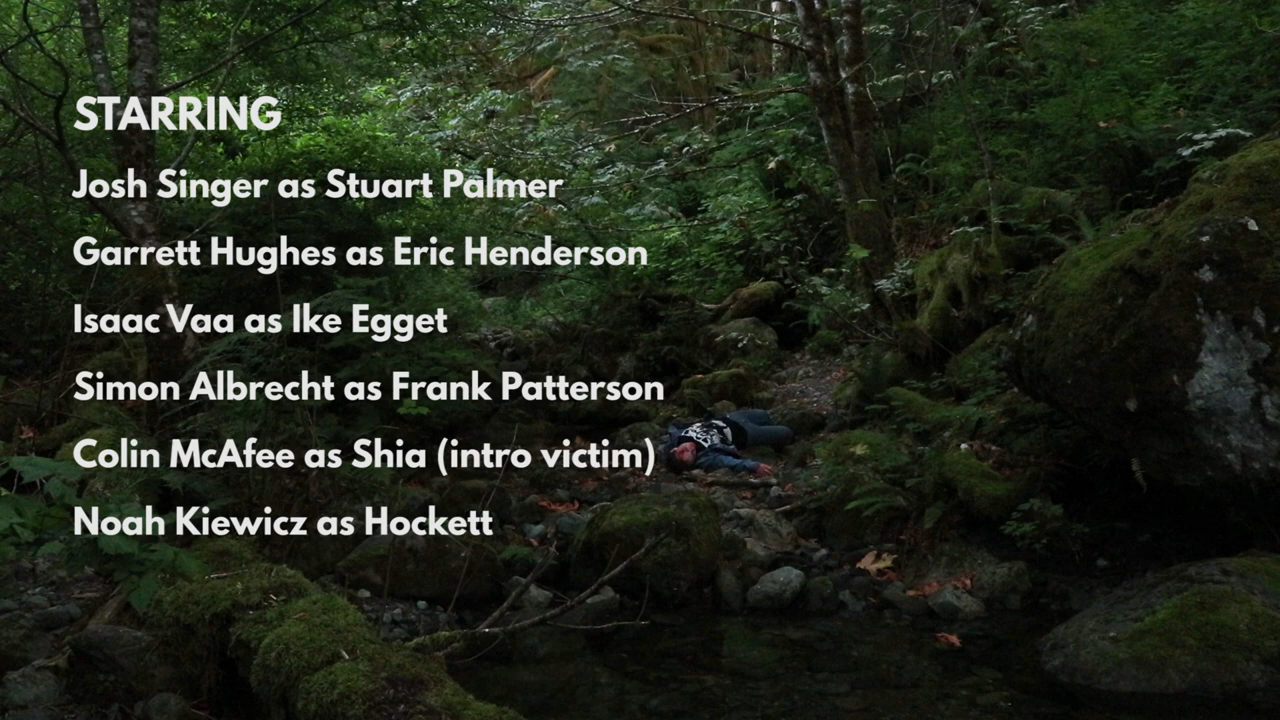 STARRING
Josh Singer as Stuart Palmer
Garrett Hughes as Eric Henderson
Isaac Vaa as Ike Egget
Simon Albrecht as Frank Patterson
Colin McAfee as Shia (intro victim)
Noah Kiewicz as Hockett